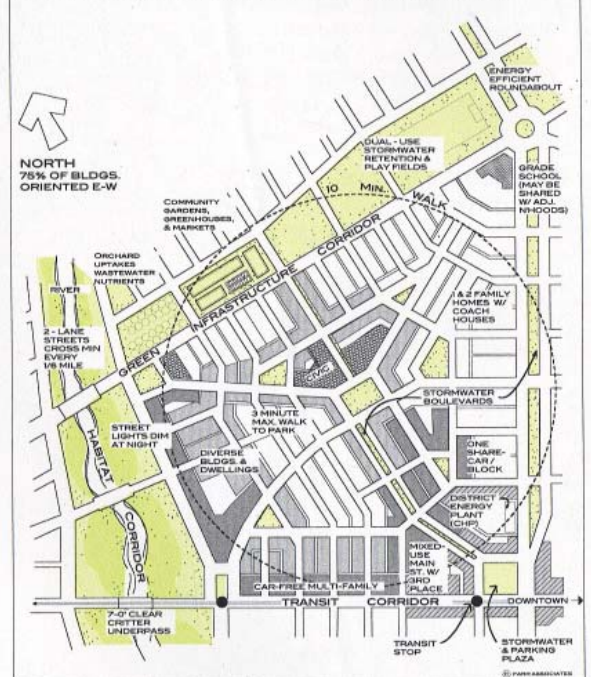 ENERGY
EFFICIENT
ROUNDABOUT
NORTH
75% OF BLDGS.
ORIENTED E-W
DUAL - USE
STORMWATER
RETENTION &
PLAY FIELDS
GRADE
SCHOOL
(MAY BE
SHARED
W/ ADJ.
N'HOODS)
10 MIN. WALK
COMMUNITY
GARDENS,
GREENHOUSES,
& MARKETS
ORCHARD
UPTAKES
WASTEWATER
NUTRIENTS
GREEN INFRASTRUCTURE CORRIDOR
RIVER
2 - LANE
STREETS
CROSS MIN
EVERY
1/8 MILE
1 & 2 FAMILY
HOMES W/
COACH
HOUSES
CIVIC
STORMWATER
BOULEVARDS
3 MINUTE
MAX. WALK
TO PARK
STREET
LIGHTS DIM
AT NIGHT
DIVERSE
BLDGS. &
DWELLINGS
ONE
SHARE-
CAR /
BLOCK
HABITAT CORRIDOR
DISTRICT
ENERGY
PLANT
(CHP)
MIXED-
USE MAIN
ST. W/
3RD
PLACE
CAR-FREE MULTI-FAMILY
TRANSIT CORRIDOR
DOWNTOWN
7'-0" CLEAR
CRITTER
UNDERPASS
TRANSIT
STOP
STORMWATER
& PARKING
PLAZA
© FARR ASSOCIATES